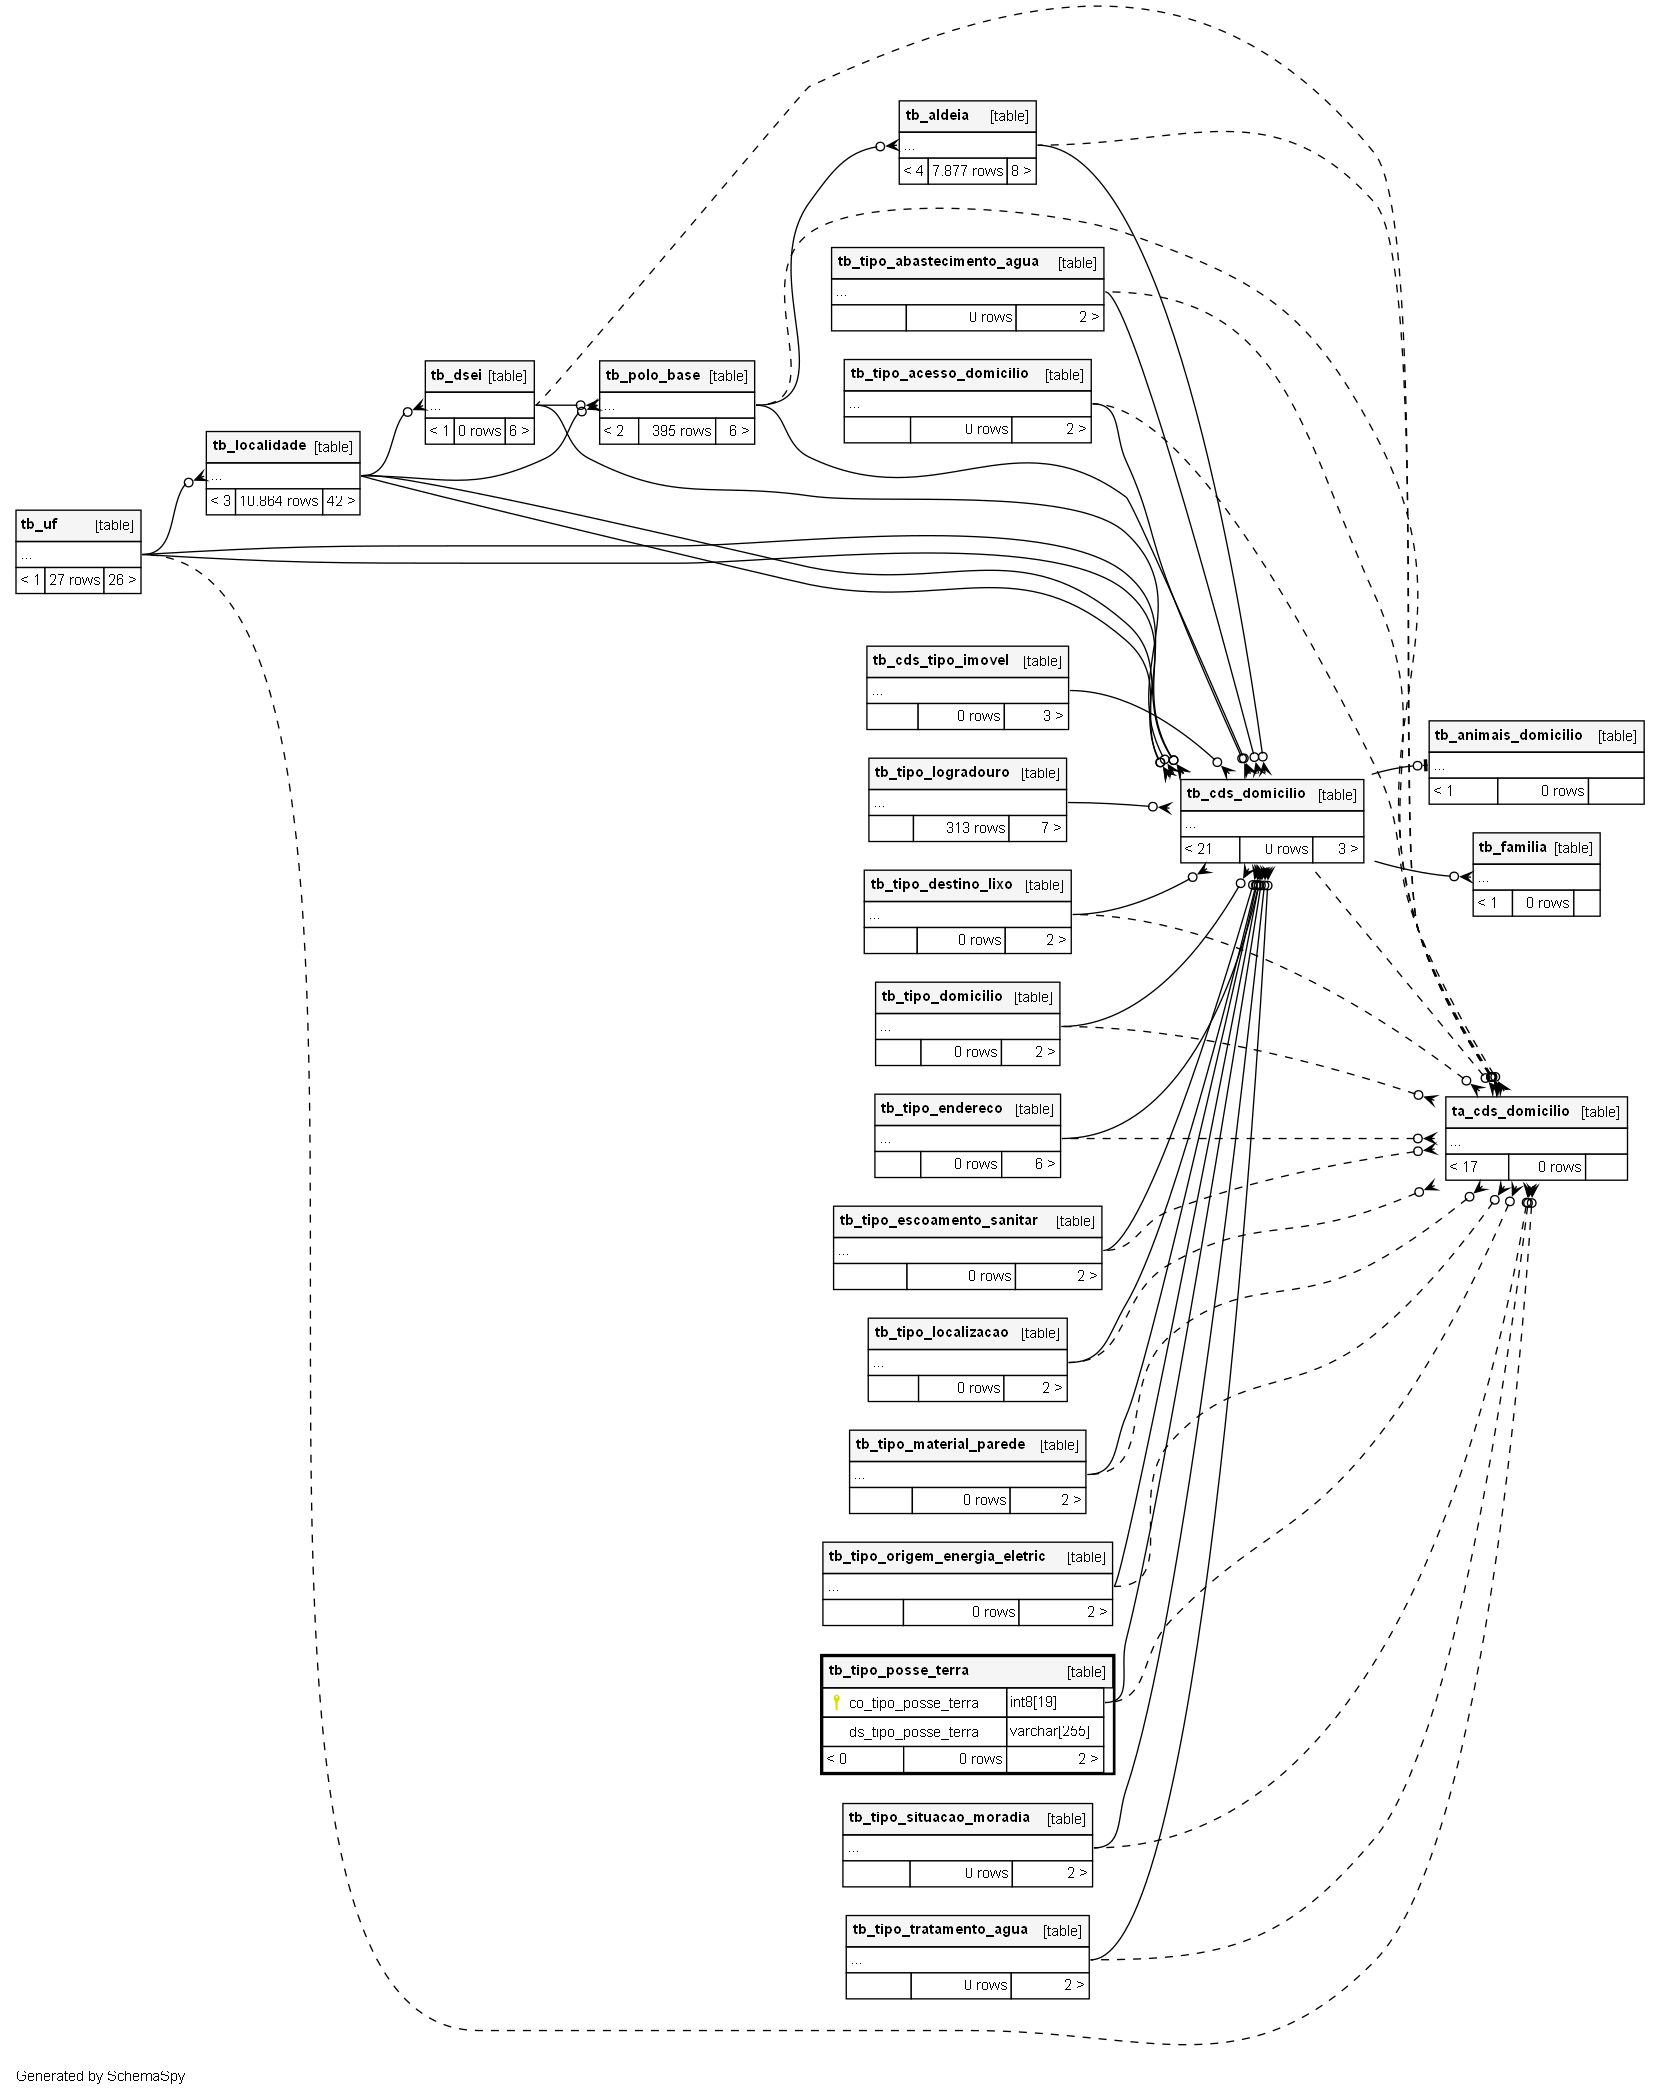 tb_aldeia [table]
...
< 4 7.877 rows 8 >
tb_tipo_abastecimento_agua [table]
...
0 rows 2 >
tb_dsei [table]
...
< 1 0 rows 6 >
tb_polo_base [table]
...
< 2 395 rows 6 >
tb_tipo_acesso_domicilio [table]
...
0 rows 2 >
tb_localidade [table]
...
< 3 10.864 rows 42 >
tb_uf [table]
...
< 1 27 rows 26 >
tb_cds_tipo_imovel [table]
...
0 rows 3 >
tb_tipo_logradouro [table]
...
313 rows 7 >
tb_cds_domicilio [table]
...
< 21 0 rows 3 >
tb_animais_domicilio [table]
...
< 1 0 rows
tb_familia [table]
...
< 1 0 rows
tb_tipo_destino_lixo [table]
...
0 rows 2 >
tb_tipo_domicilio [table]
...
0 rows 2 >
tb_tipo_endereco [table]
...
0 rows 6 >
ta_cds_domicilio [table]
...
< 17 0 rows
tb_tipo_escoamento_sanitar [table]
...
0 rows 2 >
tb_tipo_localizacao [table]
...
0 rows 2 >
tb_tipo_material_parede [table]
...
0 rows 2 >
tb_tipo_origem_energia_eletric [table]
...
0 rows 2 >
tb_tipo_posse_terra [table]
co_tipo_posse_terra int8[19]
ds_tipo_posse_terra varchar[255]
< 0 0 rows 2 >
tb_tipo_situacao_moradia [table]
...
0 rows 2 >
tb_tipo_tratamento_agua [table]
...
0 rows 2 >
Generated by SchemaSpy